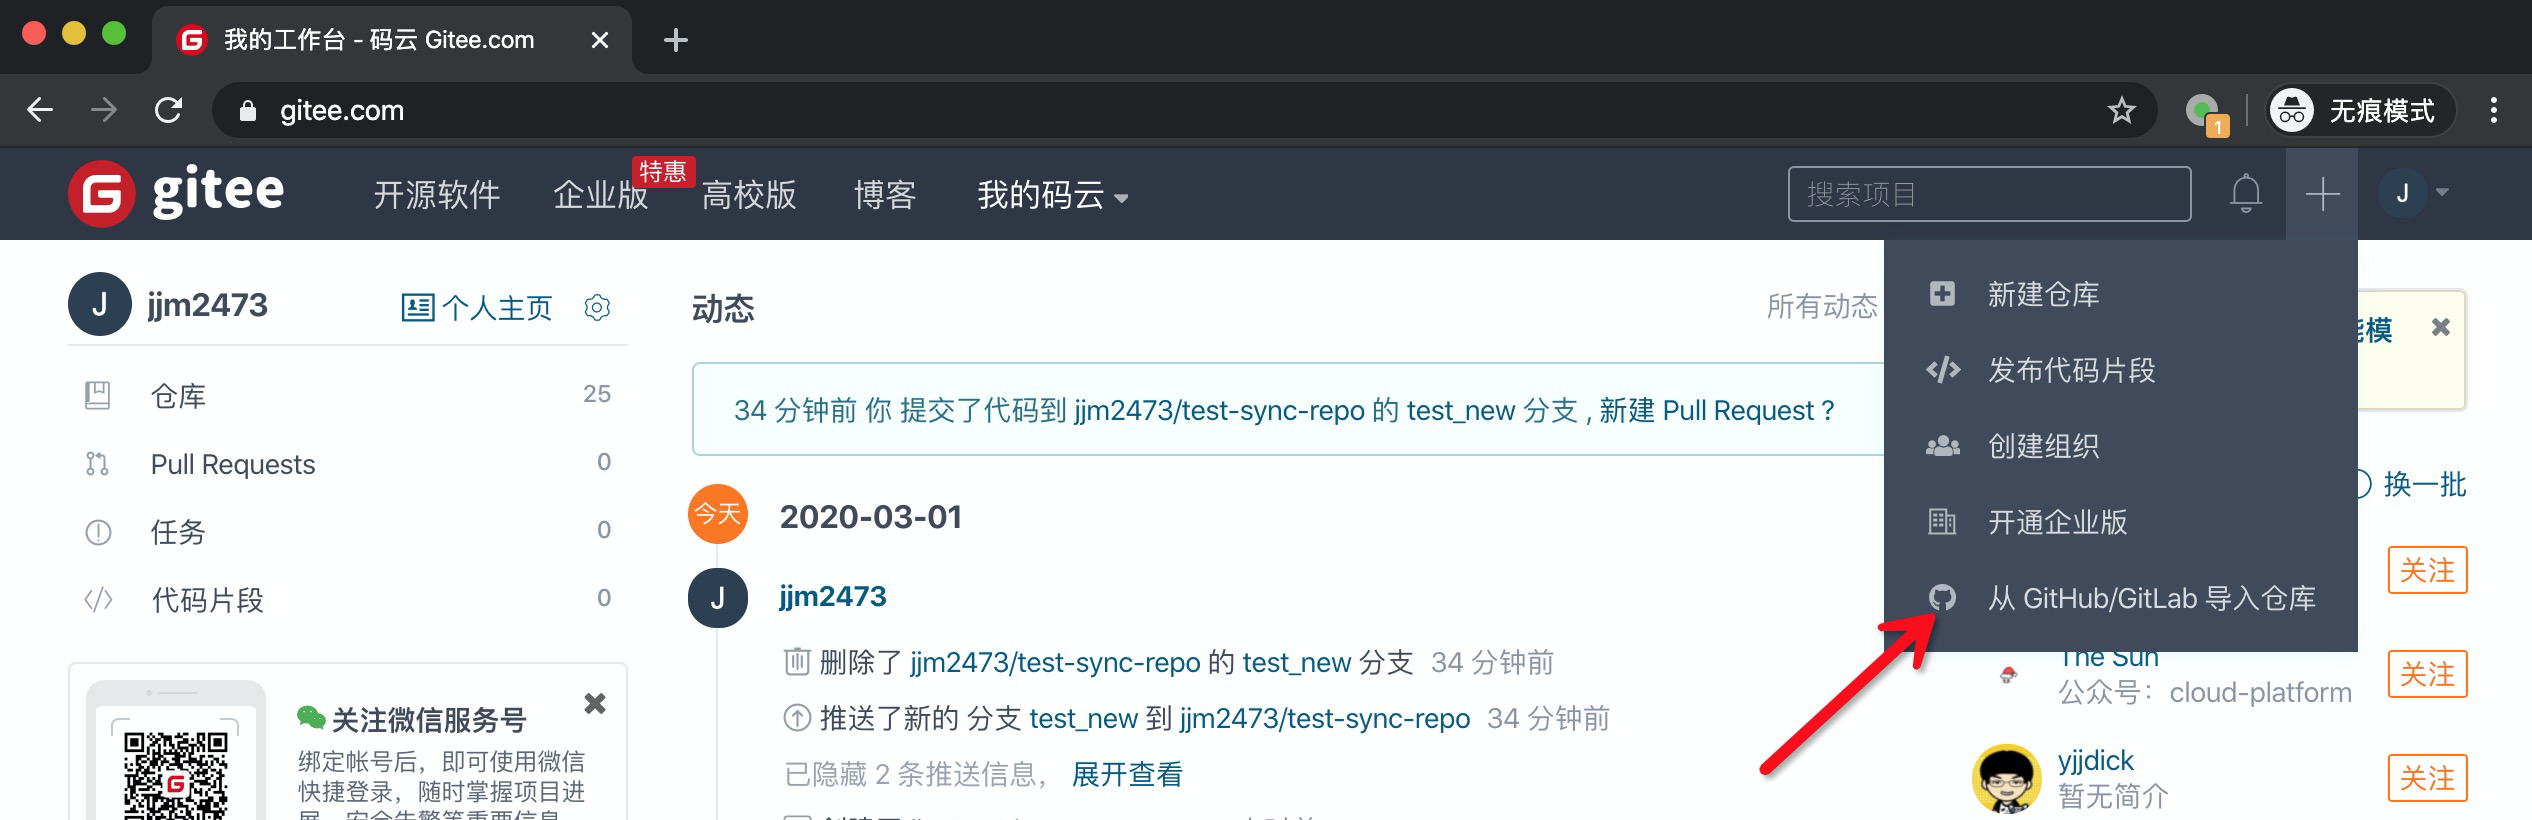 我的工作台 - 码云 Gitee.com
gitee.com
1
无痕模式
gitee
开源软件
企业版
特惠
高校版
博客
我的码云
搜索项目
J
J
jjm2473
个人主页
仓库 25
Pull Requests 0
任务 0
代码片段 0
关注微信服务号
绑定帐号后，即可使用微信
快捷登录，随时掌握项目进
动态
所有动态
34 分钟前 你 提交了代码到 jjm2473/test-sync-repo 的 test_new 分支 , 新建 Pull Request ?
今天
2020-03-01
J
jjm2473
删除了 jjm2473/test-sync-repo 的 test_new 分支 34 分钟前
推送了新的 分支 test_new 到 jjm2473/test-sync-repo 34 分钟前
已隐藏 2 条推送信息， 展开查看
新建仓库
发布代码片段
创建组织
开通企业版
从 GitHub/GitLab 导入仓库
模
换一批
关注
The Sun
公众号：cloud-platform
关注
yjjdick
暂无简介
关注